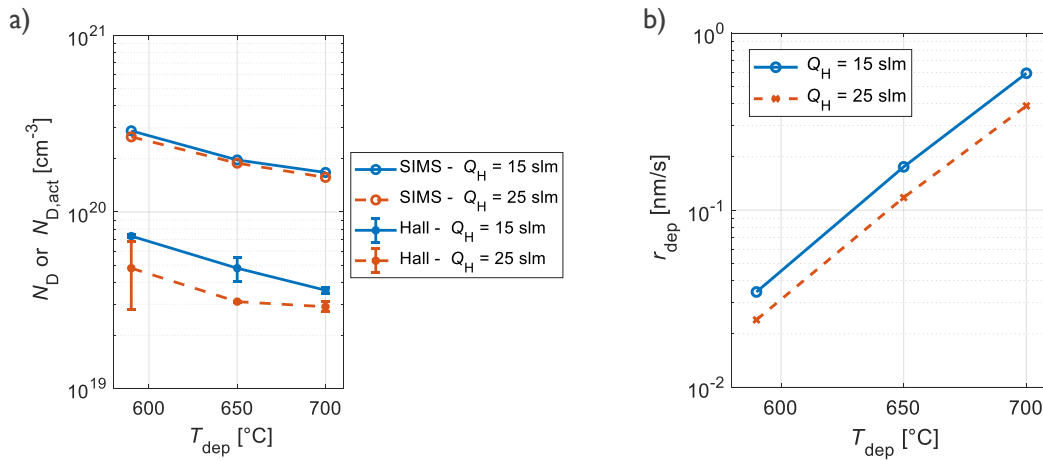 a)
10^21
10^20
10^19
N_D or N_D,act [cm^-3]
600 650 700
T_dep [°C]
SIMS - Q_H = 15 slm
SIMS - Q_H = 25 slm
Hall - Q_H = 15 slm
Hall - Q_H = 25 slm
b)
10^0
10^-1
10^-2
r_dep [nm/s]
Q_H = 15 slm
Q_H = 25 slm
600 650 700
T_dep [°C]